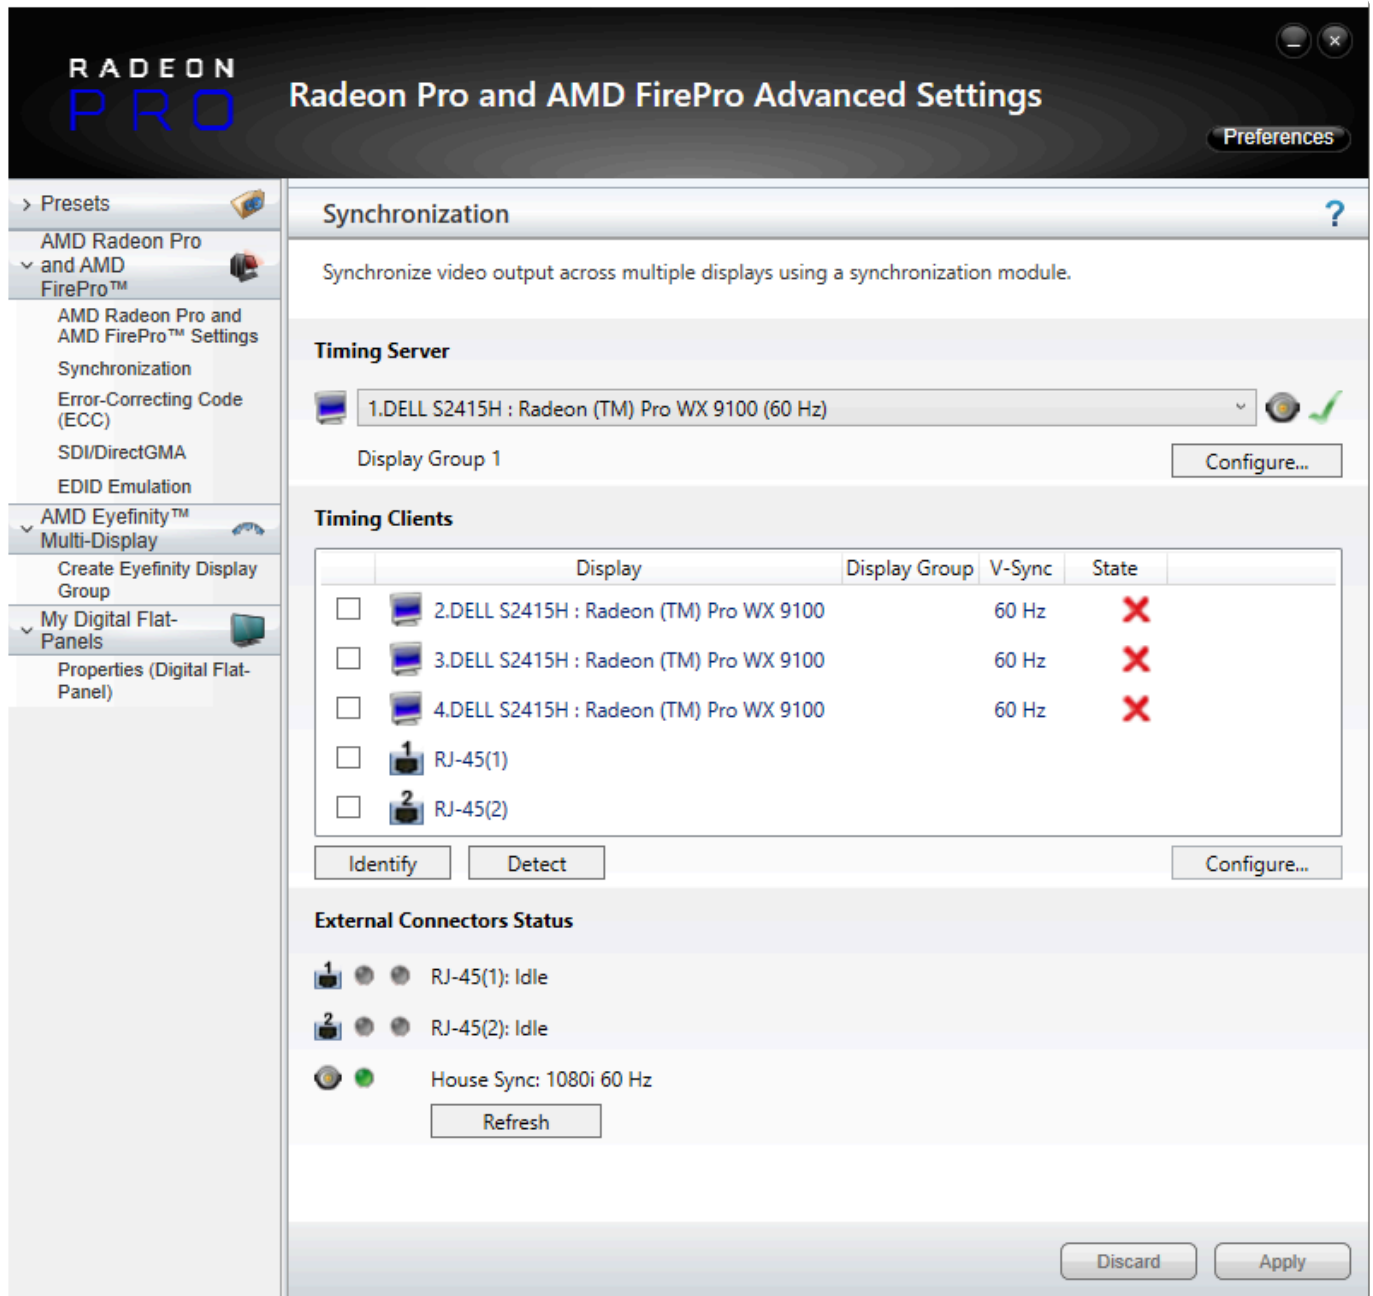 RADEON
PRO
Radeon Pro and AMD FirePro Advanced Settings
Preferences
Presets
AMD Radeon Pro
and AMD
FirePro™
AMD Radeon Pro and
AMD FirePro™ Settings
Synchronization
Error-Correcting Code
(ECC)
SDI/DirectGMA
EDID Emulation
AMD Eyefinity™
Multi-Display
Create Eyefinity Display
Group
My Digital Flat-
Panels
Properties (Digital Flat-
Panel)
Synchronization ?
Synchronize video output across multiple displays using a synchronization module.
Timing Server
1.DELL S2415H : Radeon (TM) Pro WX 9100 (60 Hz)
Display Group 1 Configure...
Timing Clients
Display Display Group V-Sync State
2.DELL S2415H : Radeon (TM) Pro WX 9100 60 Hz
3.DELL S2415H : Radeon (TM) Pro WX 9100 60 Hz
4.DELL S2415H : Radeon (TM) Pro WX 9100 60 Hz
1 RJ-45(1)
2 RJ-45(2)
Identify Detect Configure...
External Connectors Status
1 RJ-45(1): Idle
2 RJ-45(2): Idle
House Sync: 1080i 60 Hz
Refresh
Discard Apply